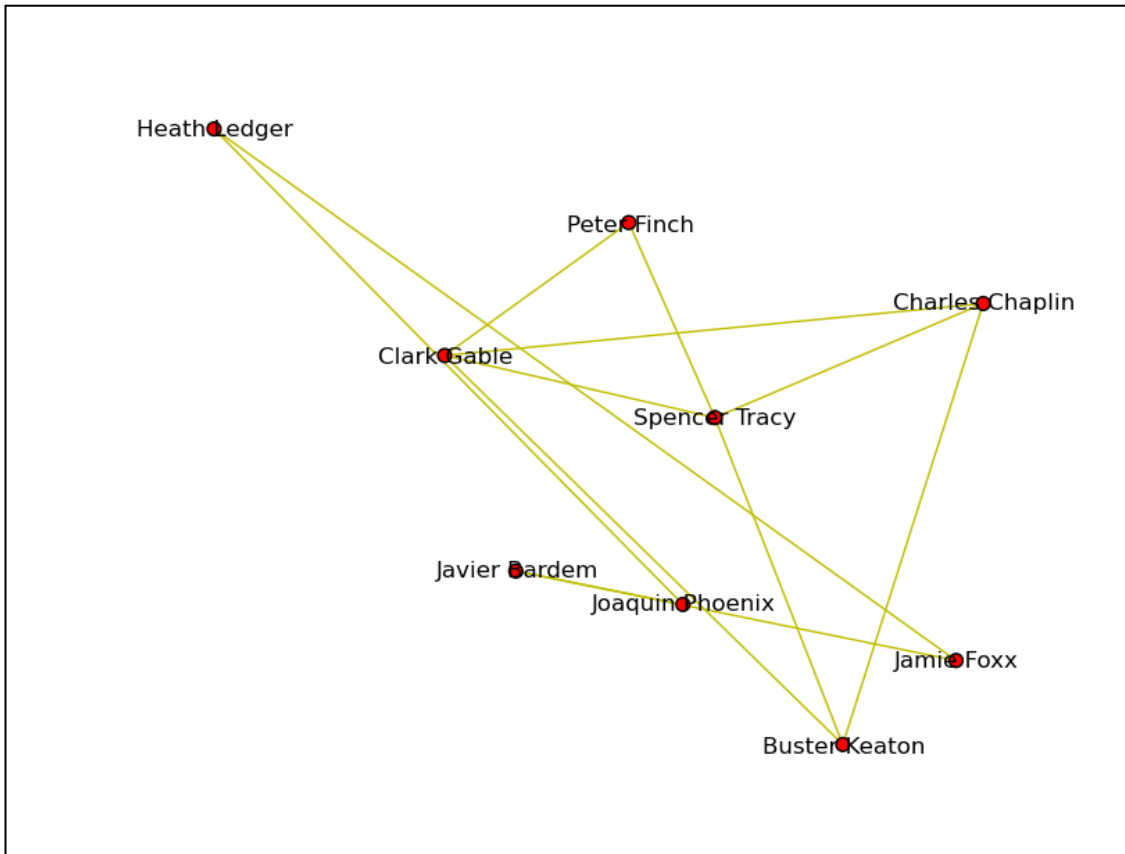 Heath Ledger
Peter Finch
Charles Chaplin
Clark Gable
Spencer Tracy
Javier Bardem
Joaquin Phoenix
Jamie Foxx
Buster Keaton